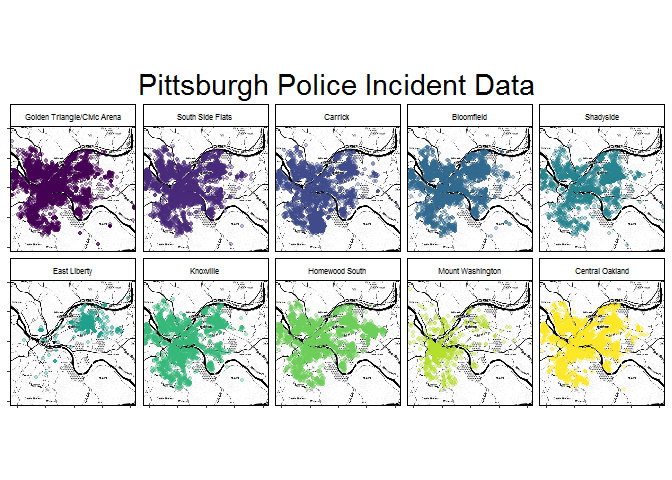 Pittsburgh Police Incident Data
Golden Triangle/Civic Arena
South Side Flats
Carrick
Bloomfield
Shadyside
East Liberty
Knoxville
Homewood South
Mount Washington
Central Oakland